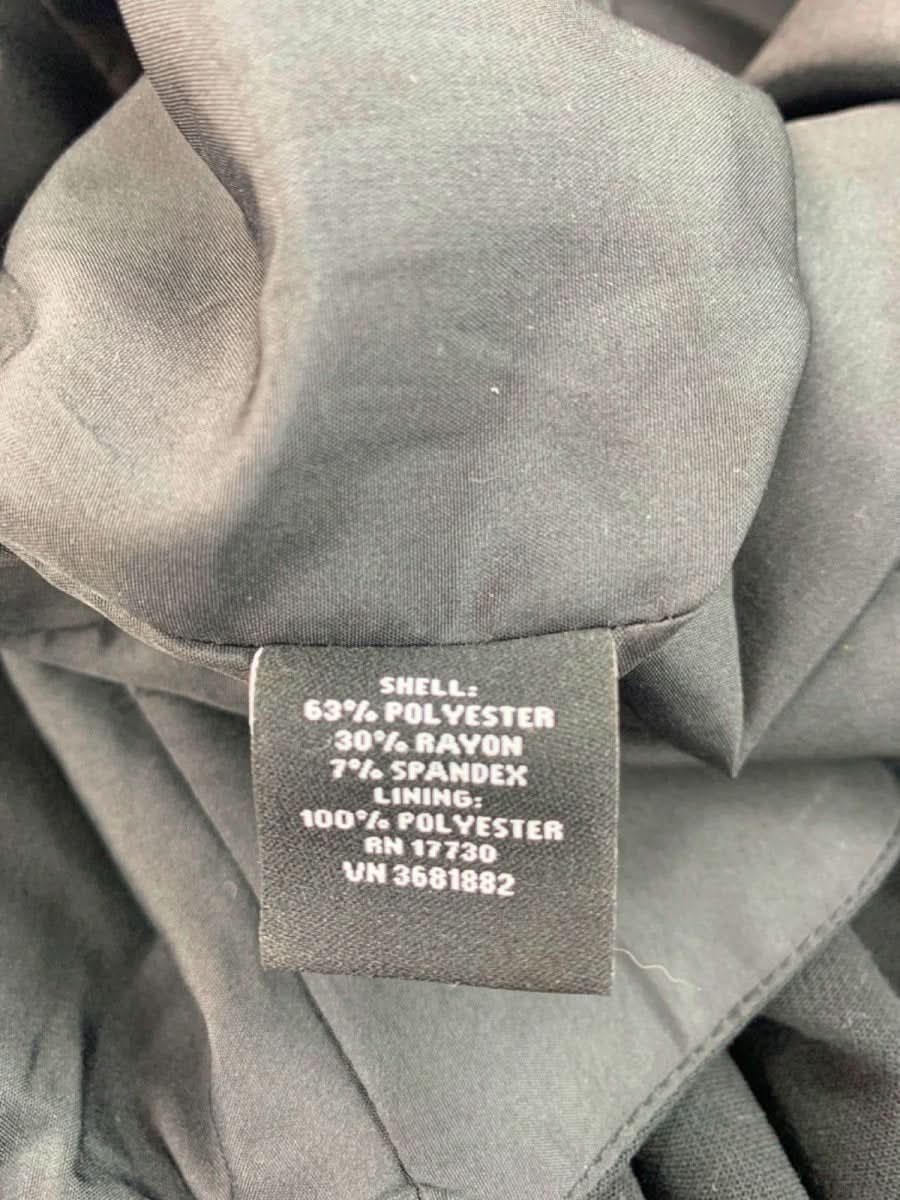 SHELL:
63% POLYESTER
30% RAYON
7% SPANDEX
LINING:
100% POLYESTER
RN 17730
VN 3681882